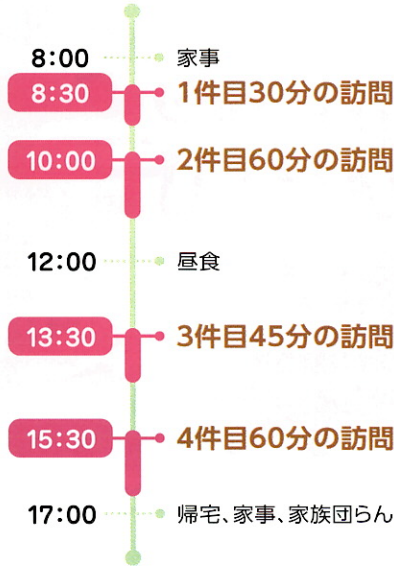 8:00 家事
8:30 1件目30分の訪問
10:00 2件目60分の訪問
12:00 昼食
13:30 3件目45分の訪問
15:30 4件目60分の訪問
17:00 帰宅、家事、家族団らん